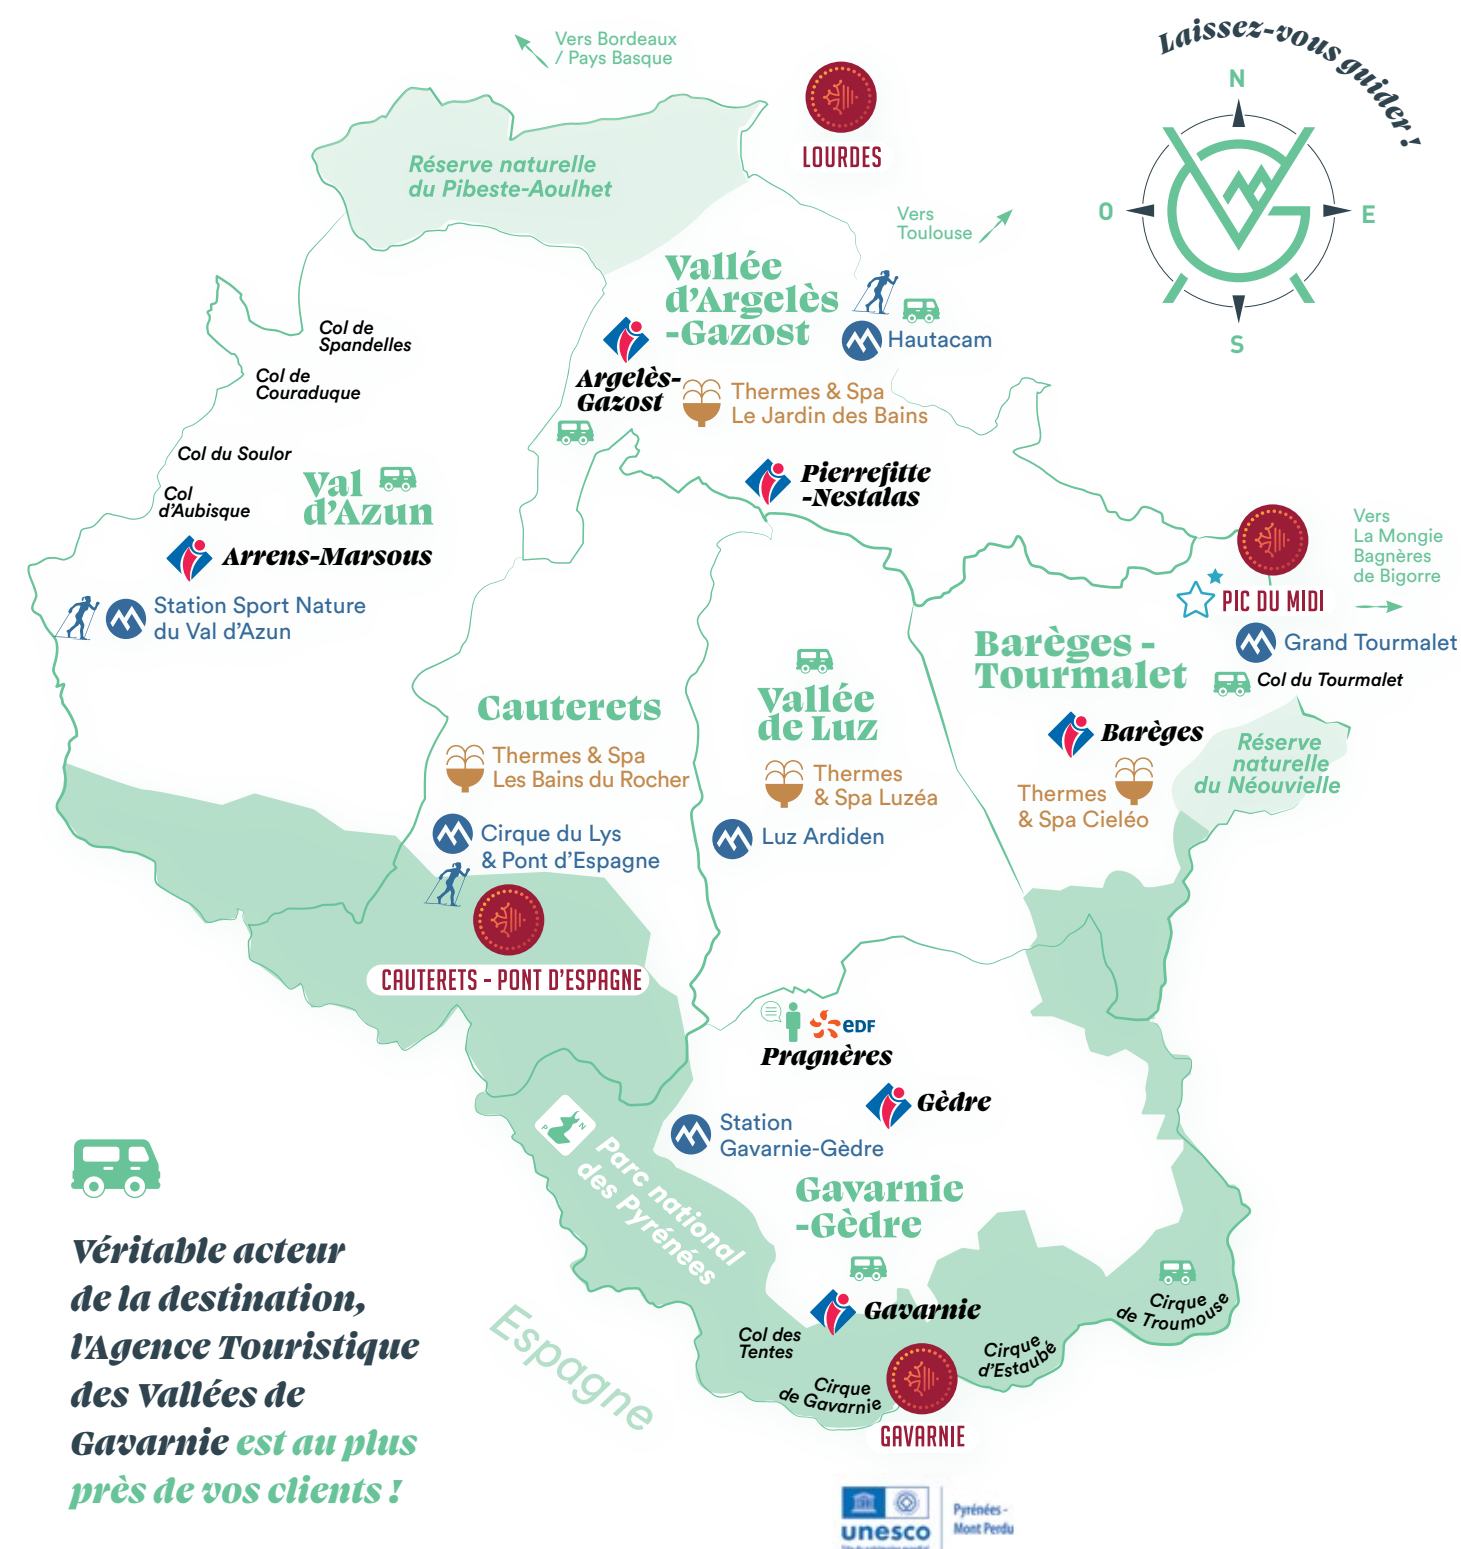 Laissez-vous guider !
Vers Bordeaux
/ Pays Basque
LOURDES
N
O
E
S
Réserve naturelle
du Pibeste-Aoulhet
Vers
Toulouse
Vallée
d'Argelès
-Gazost
Hautacam
Col de
Spandelles
Col de
Couraduque
Argelès-
Gazost
Thermes & Spa
Le Jardin des Bains
Col du Soulor
Col
d'Aubisque
Val
d'Azun
Pierrefitte
-Nestalas
Arrens-Marsous
Station Sport Nature
du Val d'Azun
Vers
La Mongie
Bagnères
de Bigorre
PIC DU MIDI
Grand Tourmalet
Col du Tourmalet
Barèges -
Tourmalet
Barèges
Réserve
naturelle
du Néouvielle
Thermes
& Spa Cieléo
Cauterets
Thermes & Spa
Les Bains du Rocher
Cirque du Lys
& Pont d'Espagne
CAUTERETS - PONT D'ESPAGNE
Vallée
de Luz
Thermes
& Spa Luzéa
Luz Ardiden
eDF
Pragnères
Gèdre
Station
Gavarnie-Gèdre
P N
Parc national
des Pyrénées
Gavarnie
-Gèdre
Gavarnie
Col des
Tentes
Cirque
de Gavarnie
Cirque
d'Estaubé
Cirque
de Troumouse
GAVARNIE
Espagne
Véritable acteur
de la destination,
l'Agence Touristique
des Vallées de
Gavarnie est au plus
près de vos clients !
unesco
Pyrénées -
Mont Perdu